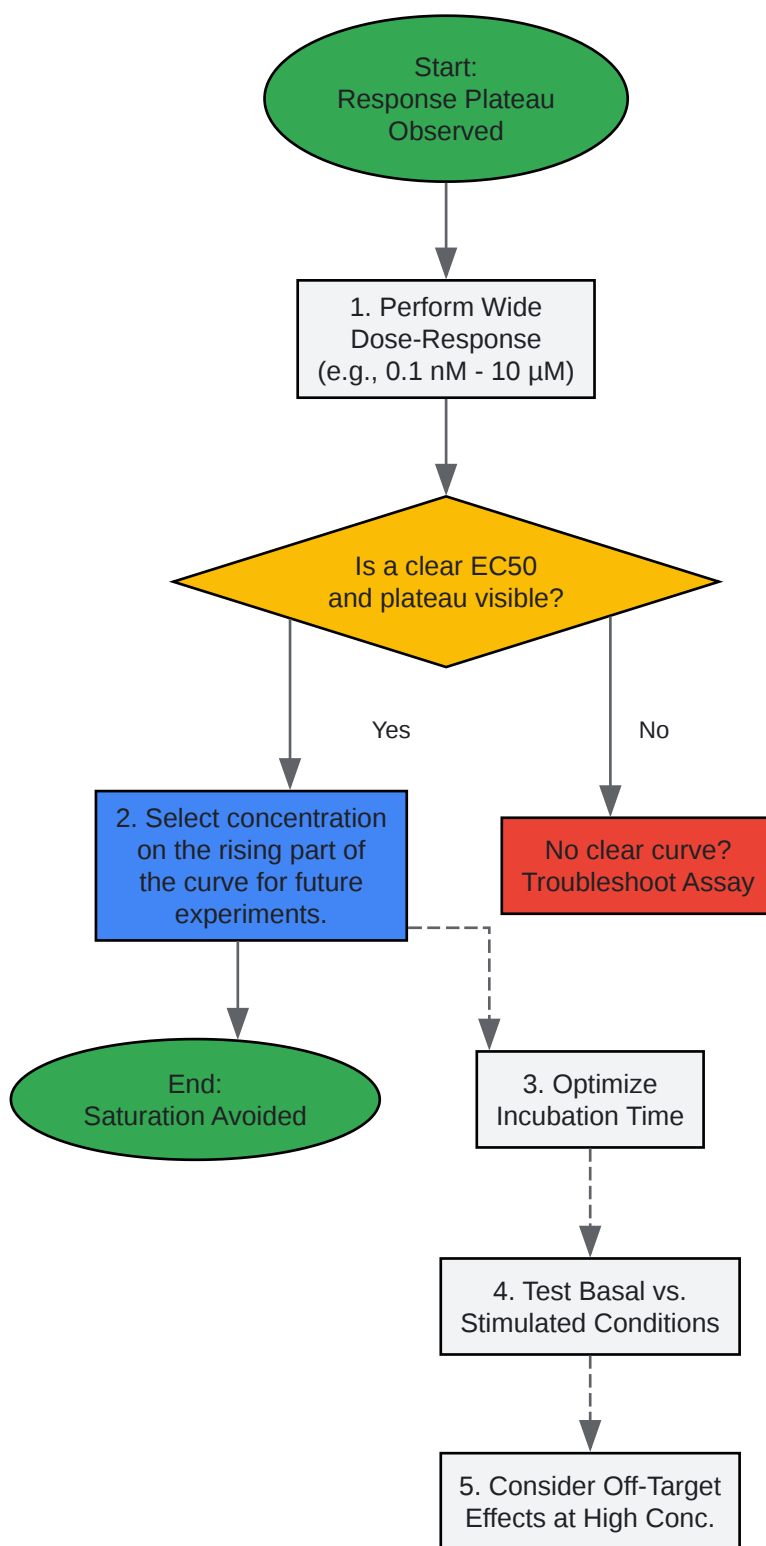 Start:
Response Plateau
Observed
1. Perform Wide
Dose-Response
(e.g., 0.1 nM - 10 µM)
Is a clear EC50
and plateau visible?
Yes
No
2. Select concentration
on the rising part of
the curve for future
experiments.
No clear curve?
Troubleshoot Assay
End:
Saturation Avoided
3. Optimize
Incubation Time
4. Test Basal vs.
Stimulated Conditions
5. Consider Off-Target
Effects at High Conc.